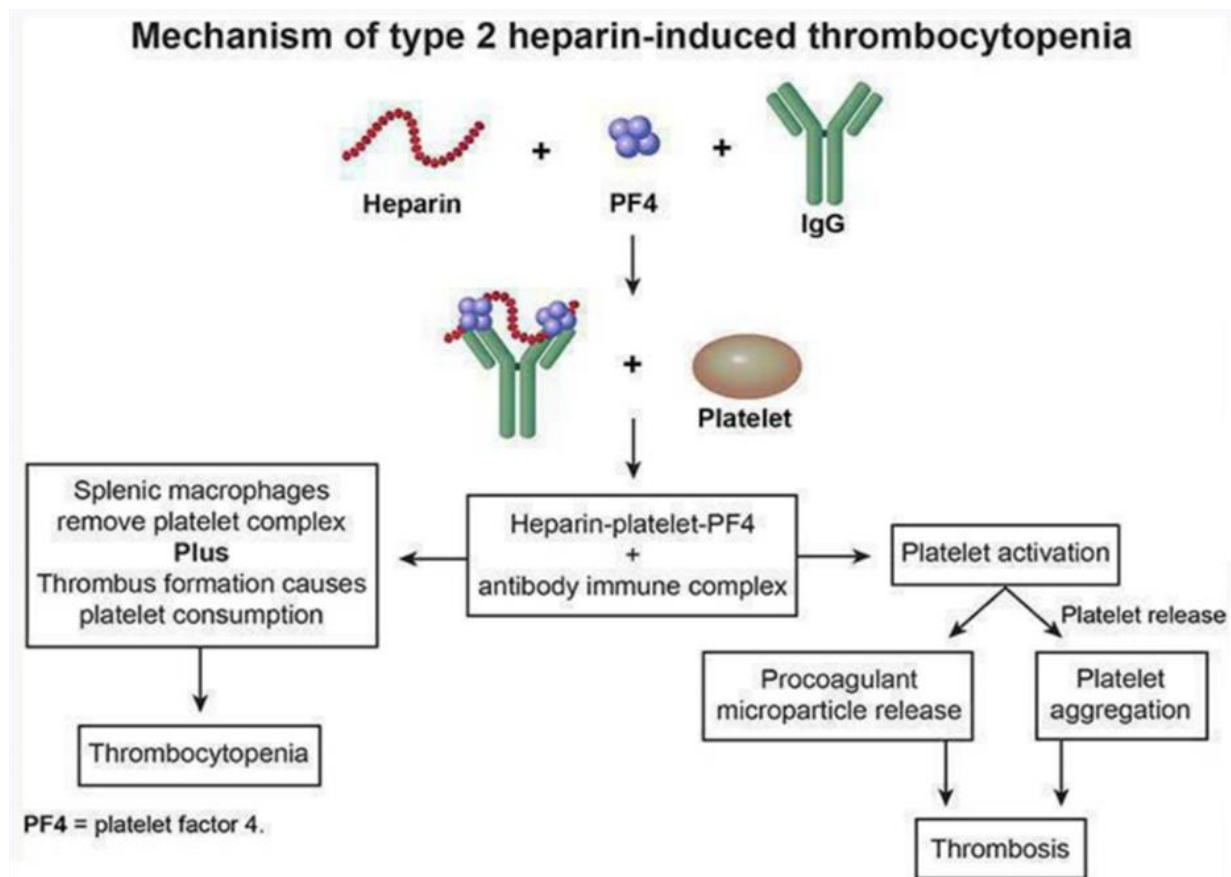 Mechanism of type 2 heparin-induced thrombocytopenia
+
+
Heparin
PF4
IgG
+
Platelet
Splenic macrophages
remove platelet complex
Plus
Thrombus formation causes
platelet consumption
Heparin-platelet-PF4
+
antibody immune complex
Platelet activation
Platelet release
Procoagulant
microparticle release
Platelet
aggregation
Thrombocytopenia
PF4 = platelet factor 4.
Thrombosis